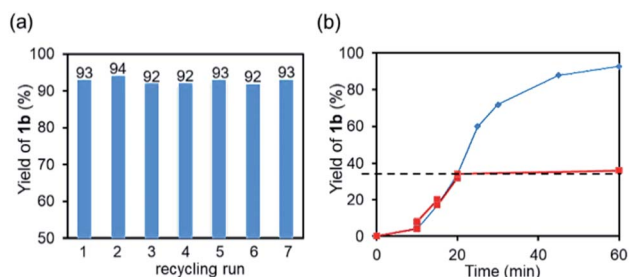 (a)
Yield of 1b (%)
100
90
80
70
60
50
93 94 92 92 93 92 93
1 2 3 4 5 6 7
recycling run
(b)
Yield of 1b (%)
100
80
60
40
20
0
0 20 40 60
Time (min)